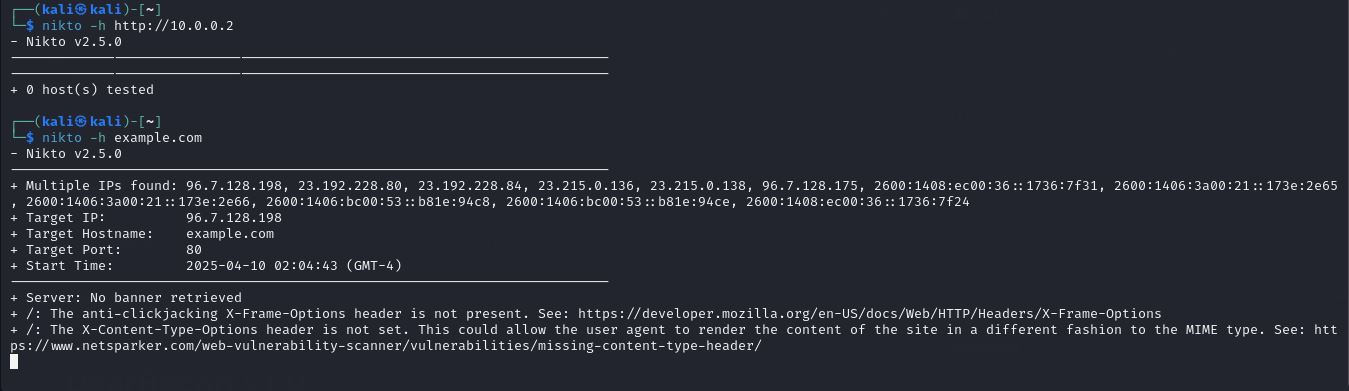 ┌──(kali㉿kali)-[~]
└─$ nikto -h http://10.0.0.2
- Nikto v2.5.0
---------------------------------------------------------------------------
---------------------------------------------------------------------------
+ 0 host(s) tested
┌──(kali㉿kali)-[~]
└─$ nikto -h example.com
- Nikto v2.5.0
---------------------------------------------------------------------------
+ Multiple IPs found: 96.7.128.198, 23.192.228.80, 23.192.228.84, 23.215.0.136, 23.215.0.138, 96.7.128.175, 2600:1408:ec00:36::1736:7f31, 2600:1406:3a00:21::173e:2e65
, 2600:1406:3a00:21::173e:2e66, 2600:1406:bc00:53::b81e:94c8, 2600:1406:bc00:53::b81e:94ce, 2600:1408:ec00:36::1736:7f24
+ Target IP:          96.7.128.198
+ Target Hostname:    example.com
+ Target Port:        80
+ Start Time:         2025-04-10 02:04:43 (GMT-4)
---------------------------------------------------------------------------
+ Server: No banner retrieved
+ /: The anti-clickjacking X-Frame-Options header is not present. See: https://developer.mozilla.org/en-US/docs/Web/HTTP/Headers/X-Frame-Options
+ /: The X-Content-Type-Options header is not set. This could allow the user agent to render the content of the site in a different fashion to the MIME type. See: htt
ps://www.netsparker.com/web-vulnerability-scanner/vulnerabilities/missing-content-type-header/